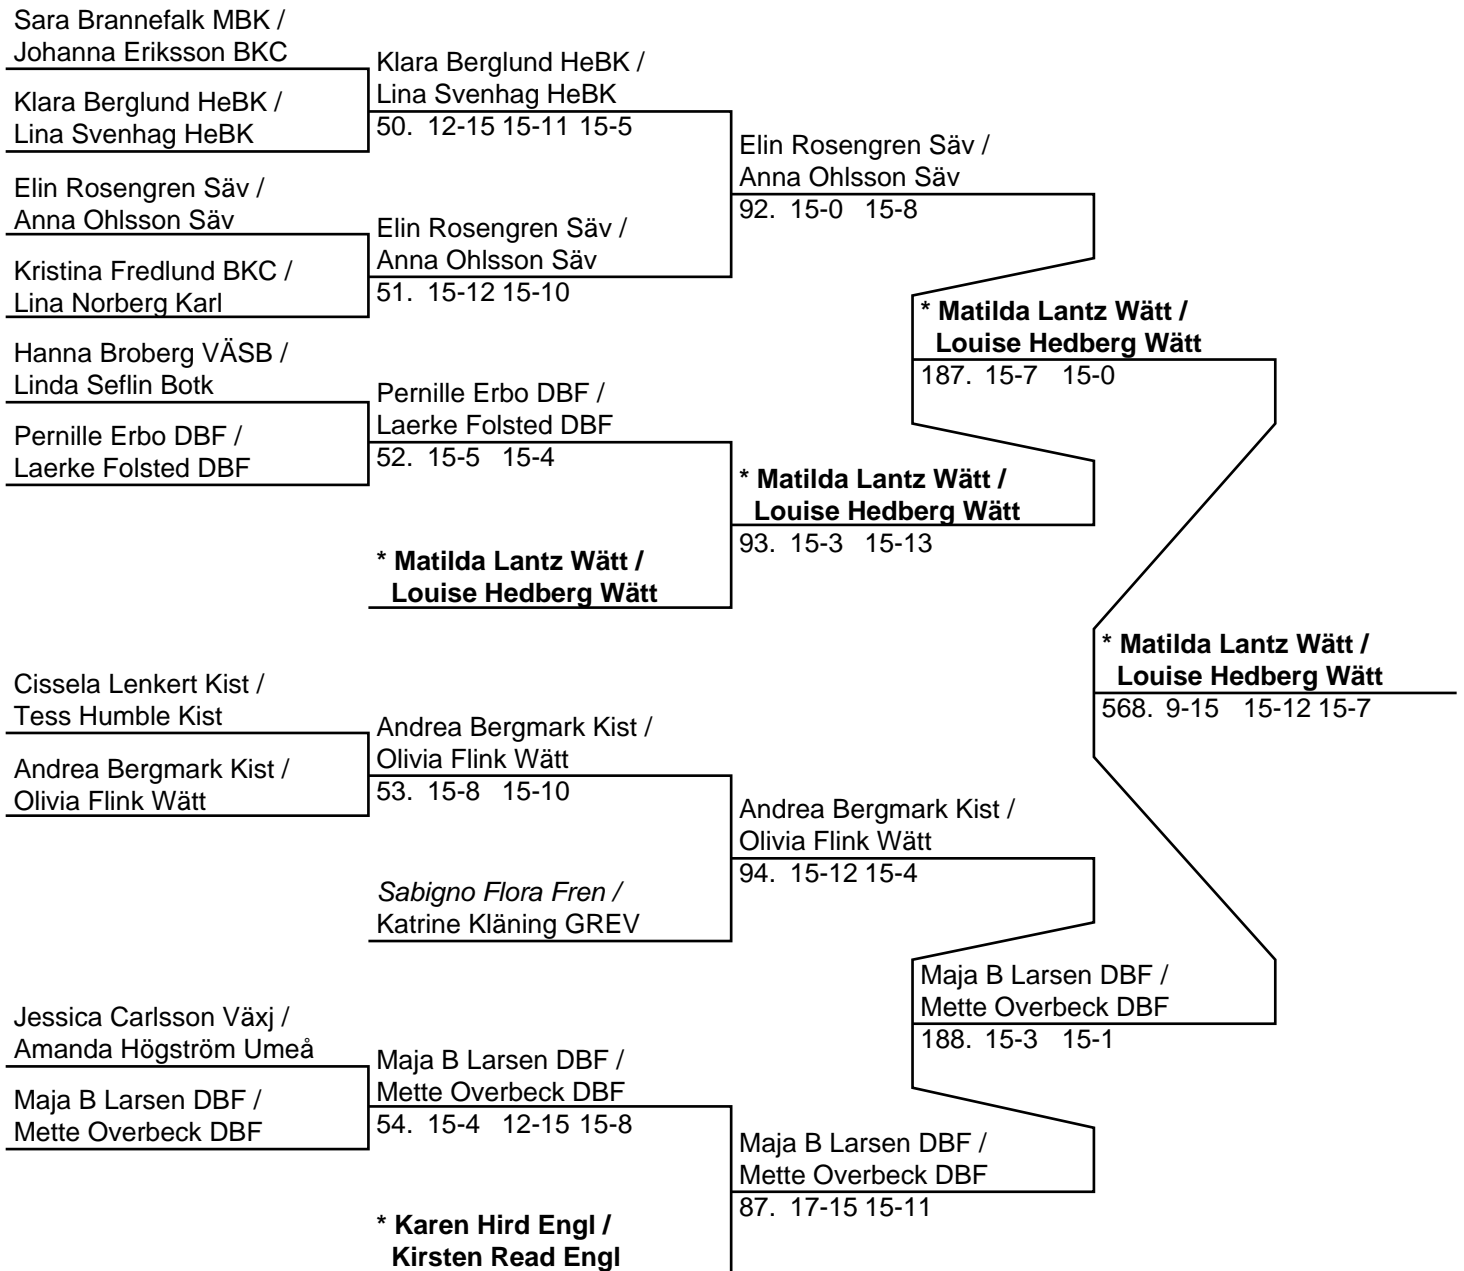 Sara Brannefalk MBK /
Johanna Eriksson BKC
Klara Berglund HeBK /
Lina Svenhag HeBK
Elin Rosengren Säv /
Anna Ohlsson Säv
Kristina Fredlund BKC /
Lina Norberg Karl
Hanna Broberg VÄSB /
Linda Seflin Botk
Pernille Erbo DBF /
Laerke Folsted DBF
Cissela Lenkert Kist /
Tess Humble Kist
Andrea Bergmark Kist /
Olivia Flink Wätt
Jessica Carlsson Växj /
Amanda Högström Umeå
Maja B Larsen DBF /
Mette Overbeck DBF
Klara Berglund HeBK /
Lina Svenhag HeBK
50. 12-15 15-11 15-5
Elin Rosengren Säv /
Anna Ohlsson Säv
51. 15-12 15-10
Pernille Erbo DBF /
Laerke Folsted DBF
52. 15-5 15-4
* Matilda Lantz Wätt /
Louise Hedberg Wätt
Andrea Bergmark Kist /
Olivia Flink Wätt
53. 15-8 15-10
Sabigno Flora Fren /
Katrine Kläning GREV
Maja B Larsen DBF /
Mette Overbeck DBF
54. 15-4 12-15 15-8
* Karen Hird Engl /
Kirsten Read Engl
Elin Rosengren Säv /
Anna Ohlsson Säv
92. 15-0 15-8
* Matilda Lantz Wätt /
Louise Hedberg Wätt
93. 15-3 15-13
Andrea Bergmark Kist /
Olivia Flink Wätt
94. 15-12 15-4
Maja B Larsen DBF /
Mette Overbeck DBF
87. 17-15 15-11
* Matilda Lantz Wätt /
Louise Hedberg Wätt
187. 15-7 15-0
Maja B Larsen DBF /
Mette Overbeck DBF
188. 15-3 15-1
* Matilda Lantz Wätt /
Louise Hedberg Wätt
568. 9-15 15-12 15-7